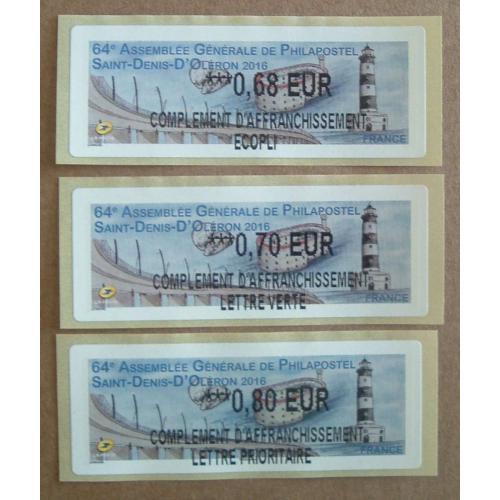 64e ASSEMBLÉE GÉNÉRALE DE PHILAPOSTEL
SAINT-DENIS-D'OLÉRON 2016
***0,68 EUR
COMPLEMENT D'AFFRANCHISSEMENT
ECOPLI
FRANCE
64e ASSEMBLÉE GÉNÉRALE DE PHILAPOSTEL
SAINT-DENIS-D'OLÉRON 2016
***0,70 EUR
COMPLEMENT D'AFFRANCHISSEMENT
LETTRE VERTE
FRANCE
64e ASSEMBLÉE GÉNÉRALE DE PHILAPOSTEL
SAINT-DENIS-D'OLÉRON 2016
***0,80 EUR
COMPLEMENT D'AFFRANCHISSEMENT
LETTRE PRIORITAIRE
FRANCE